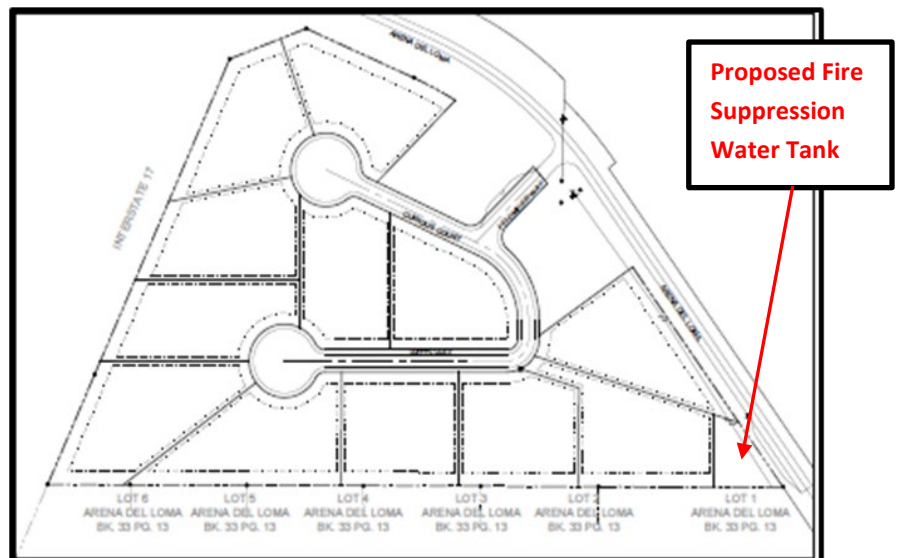 ARENA DEL LOMA
Proposed Fire
Suppression
Water Tank
INTERSTATE 17
COURT
ARENA DEL LOMA
LOT 6
ARENA DEL LOMA
BK. 33 PG. 13
LOT 5
ARENA DEL LOMA
BK. 33 PG. 13
LOT 4
ARENA DEL LOMA
BK. 33 PG. 13
LOT 3
ARENA DEL LOMA
BK. 33 PG. 13
LOT 2
ARENA DEL LOMA
BK. 33 PG. 13
LOT 1
ARENA DEL LOMA
BK. 33 PG. 13